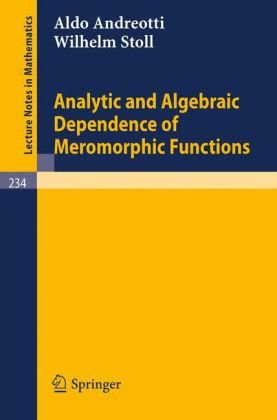 Aldo Andreotti
Wilhelm Stoll
Lecture Notes in Mathematics
Analytic and Algebraic
Dependence of
Meromorphic Functions
234
Springer